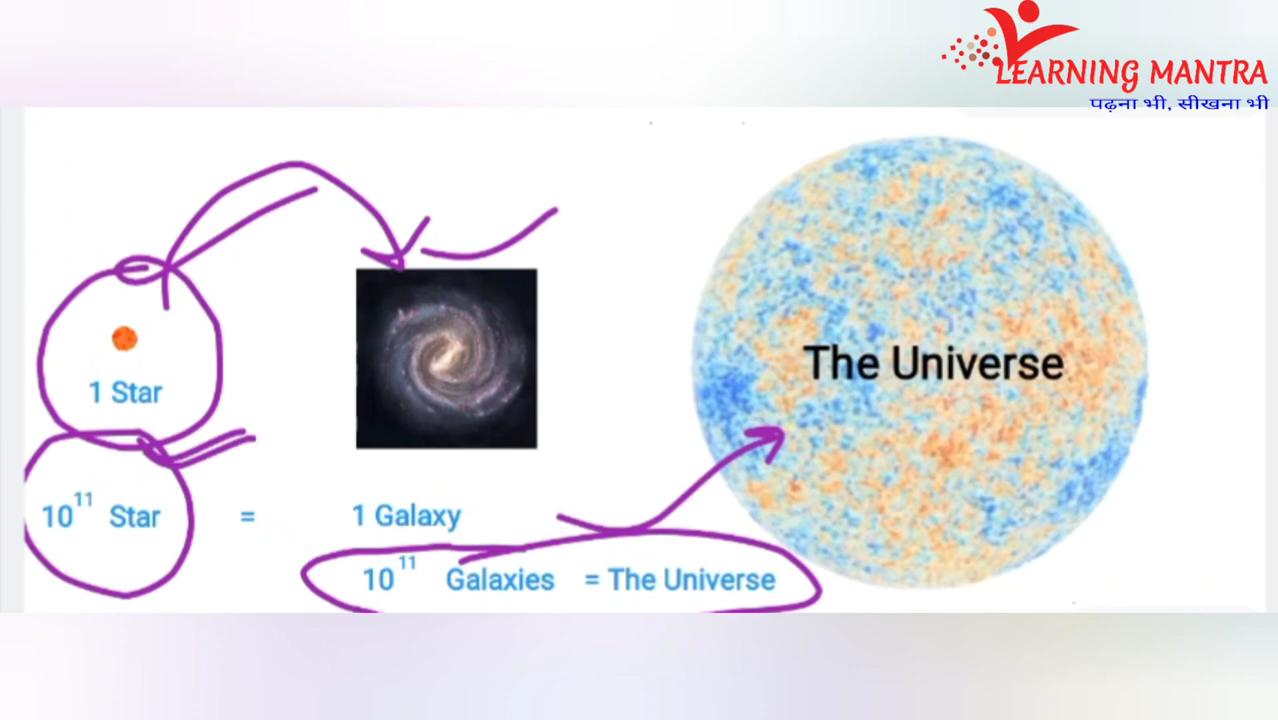 LEARNING MANTRA
पढ़ना भी, सीखना भी
The Universe
1 Star
10¹¹ Star = 1 Galaxy
10¹¹ Galaxies = The Universe